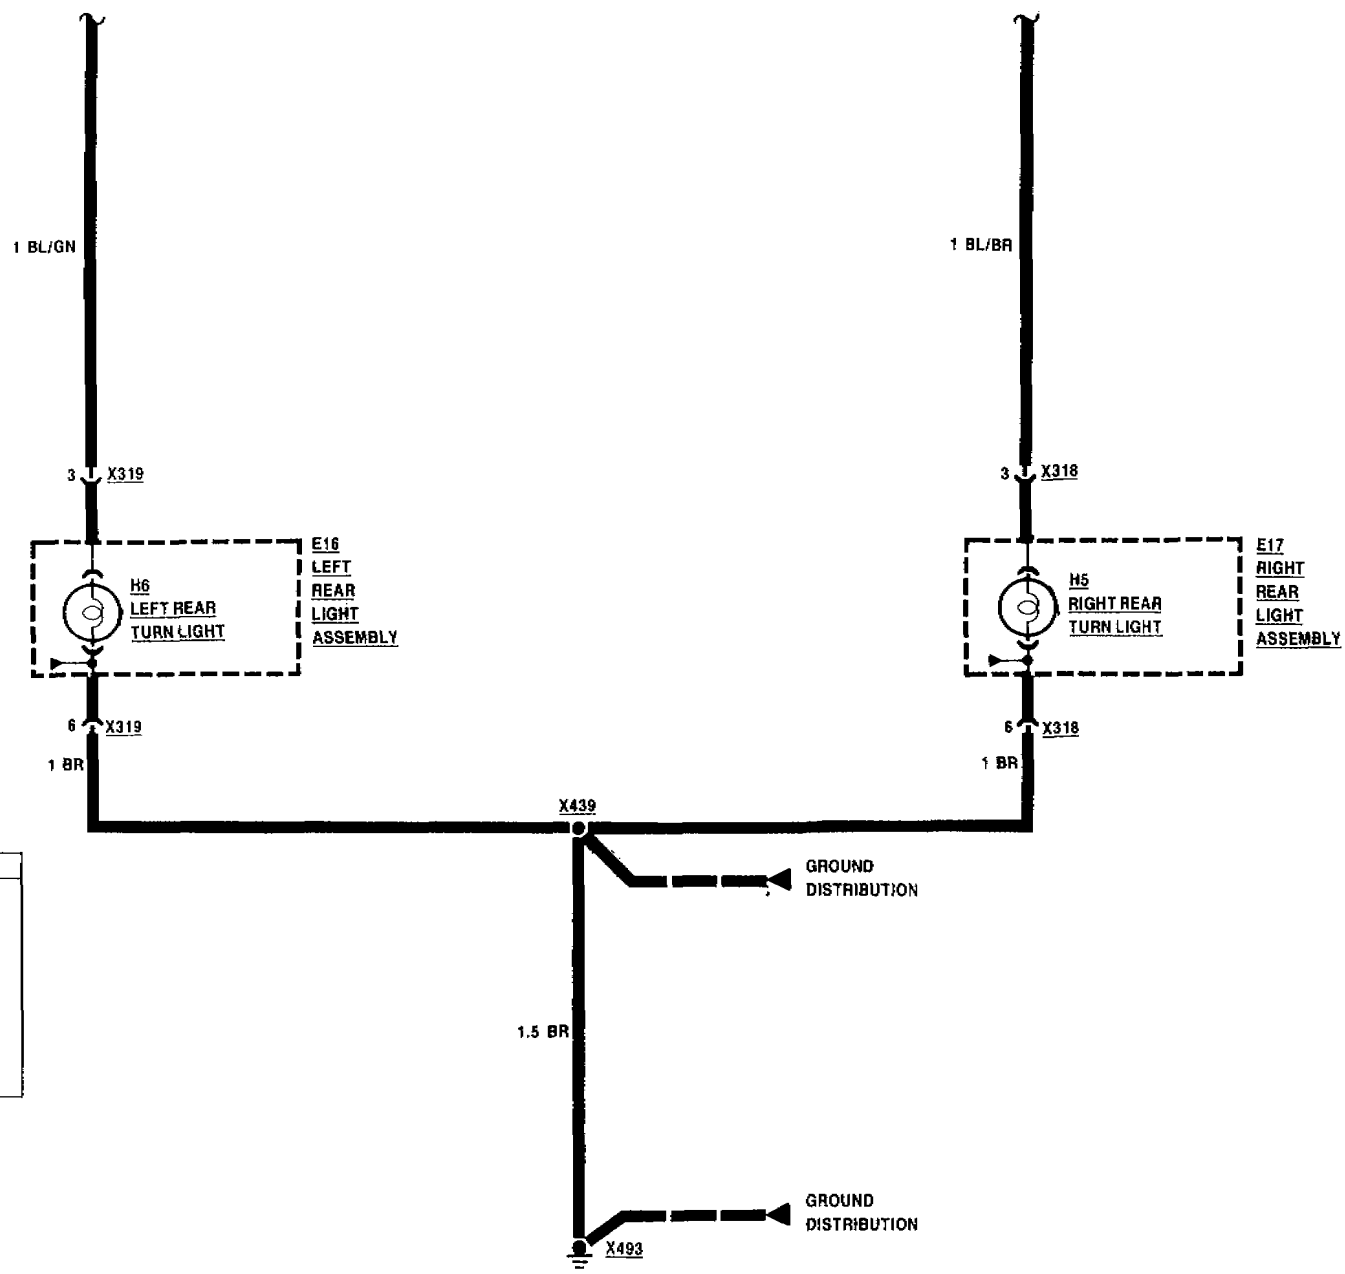 1 BL/GN
1 BL/BR
3 X319
3 X318
E16
LEFT
REAR
LIGHT
ASSEMBLY
H6
LEFT REAR
TURN LIGHT
E17
RIGHT
REAR
LIGHT
ASSEMBLY
H5
RIGHT REAR
TURN LIGHT
6 X319
6 X318
1 BR
1 BR
X439
GROUND
DISTRIBUTION
1.5 BR
GROUND
DISTRIBUTION
X493